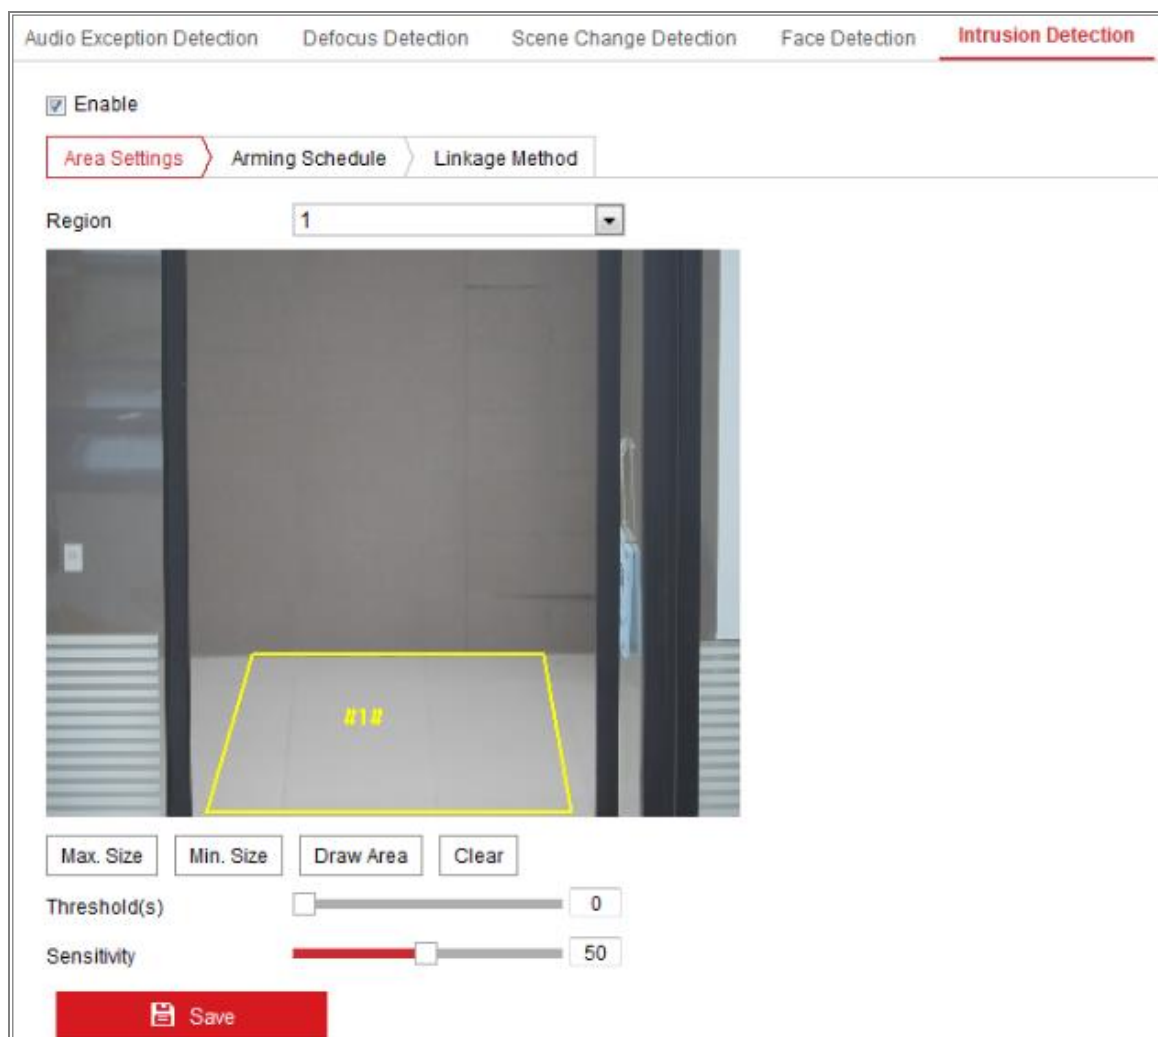 Audio Exception Detection Defocus Detection Scene Change Detection Face Detection Intrusion Detection
Enable
Area Settings Arming Schedule Linkage Method
Region 1
#1#
Max. Size Min. Size Draw Area Clear
Threshold(s) 0
Sensitivity 50
Save